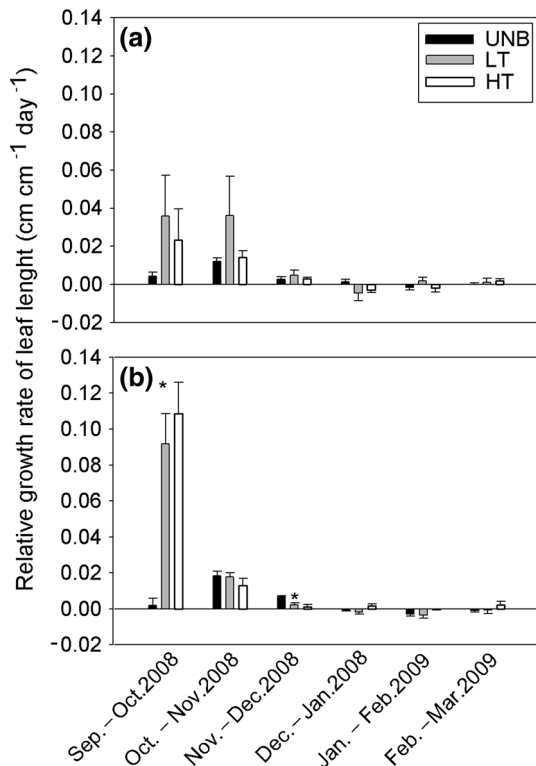 (a)
UNB
LT
HT
0.14
0.12
0.10
0.08
0.06
0.04
0.02
0.00
-0.02
(b)
*
*
0.14
0.12
0.10
0.08
0.06
0.04
0.02
0.00
-0.02
Relative growth rate of leaf lenght (cm cm⁻¹ day⁻¹)
Sep.–Oct.2008
Oct.–Nov.2008
Nov.–Dec.2008
Dec.–Jan.2008
Jan.–Feb.2009
Feb.–Mar.2009